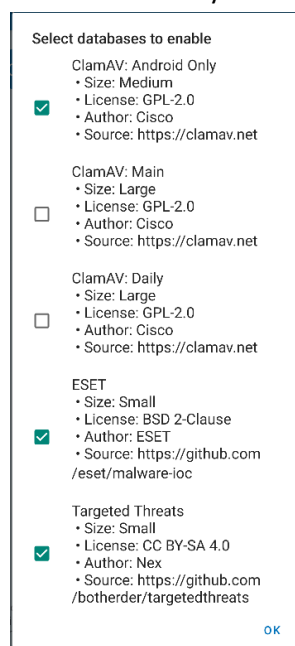 Select databases to enable
ClamAV: Android Only
• Size: Medium
• License: GPL-2.0
• Author: Cisco
• Source: https://clamav.net
ClamAV: Main
• Size: Large
• License: GPL-2.0
• Author: Cisco
• Source: https://clamav.net
ClamAV: Daily
• Size: Large
• License: GPL-2.0
• Author: Cisco
• Source: https://clamav.net
ESET
• Size: Small
• License: BSD 2-Clause
• Author: ESET
• Source: https://github.com
/eset/malware-ioc
Targeted Threats
• Size: Small
• License: CC BY-SA 4.0
• Author: Nex
• Source: https://github.com
/botherder/targetedthreats
OK